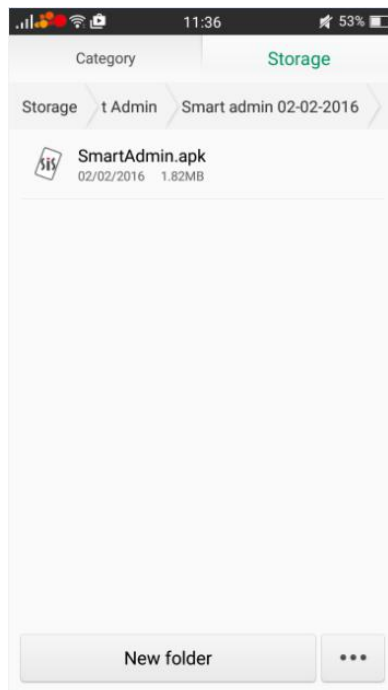 11:36 53%
Category Storage
Storage t Admin Smart admin 02-02-2016
SiS SmartAdmin.apk
02/02/2016 1.82MB
New folder